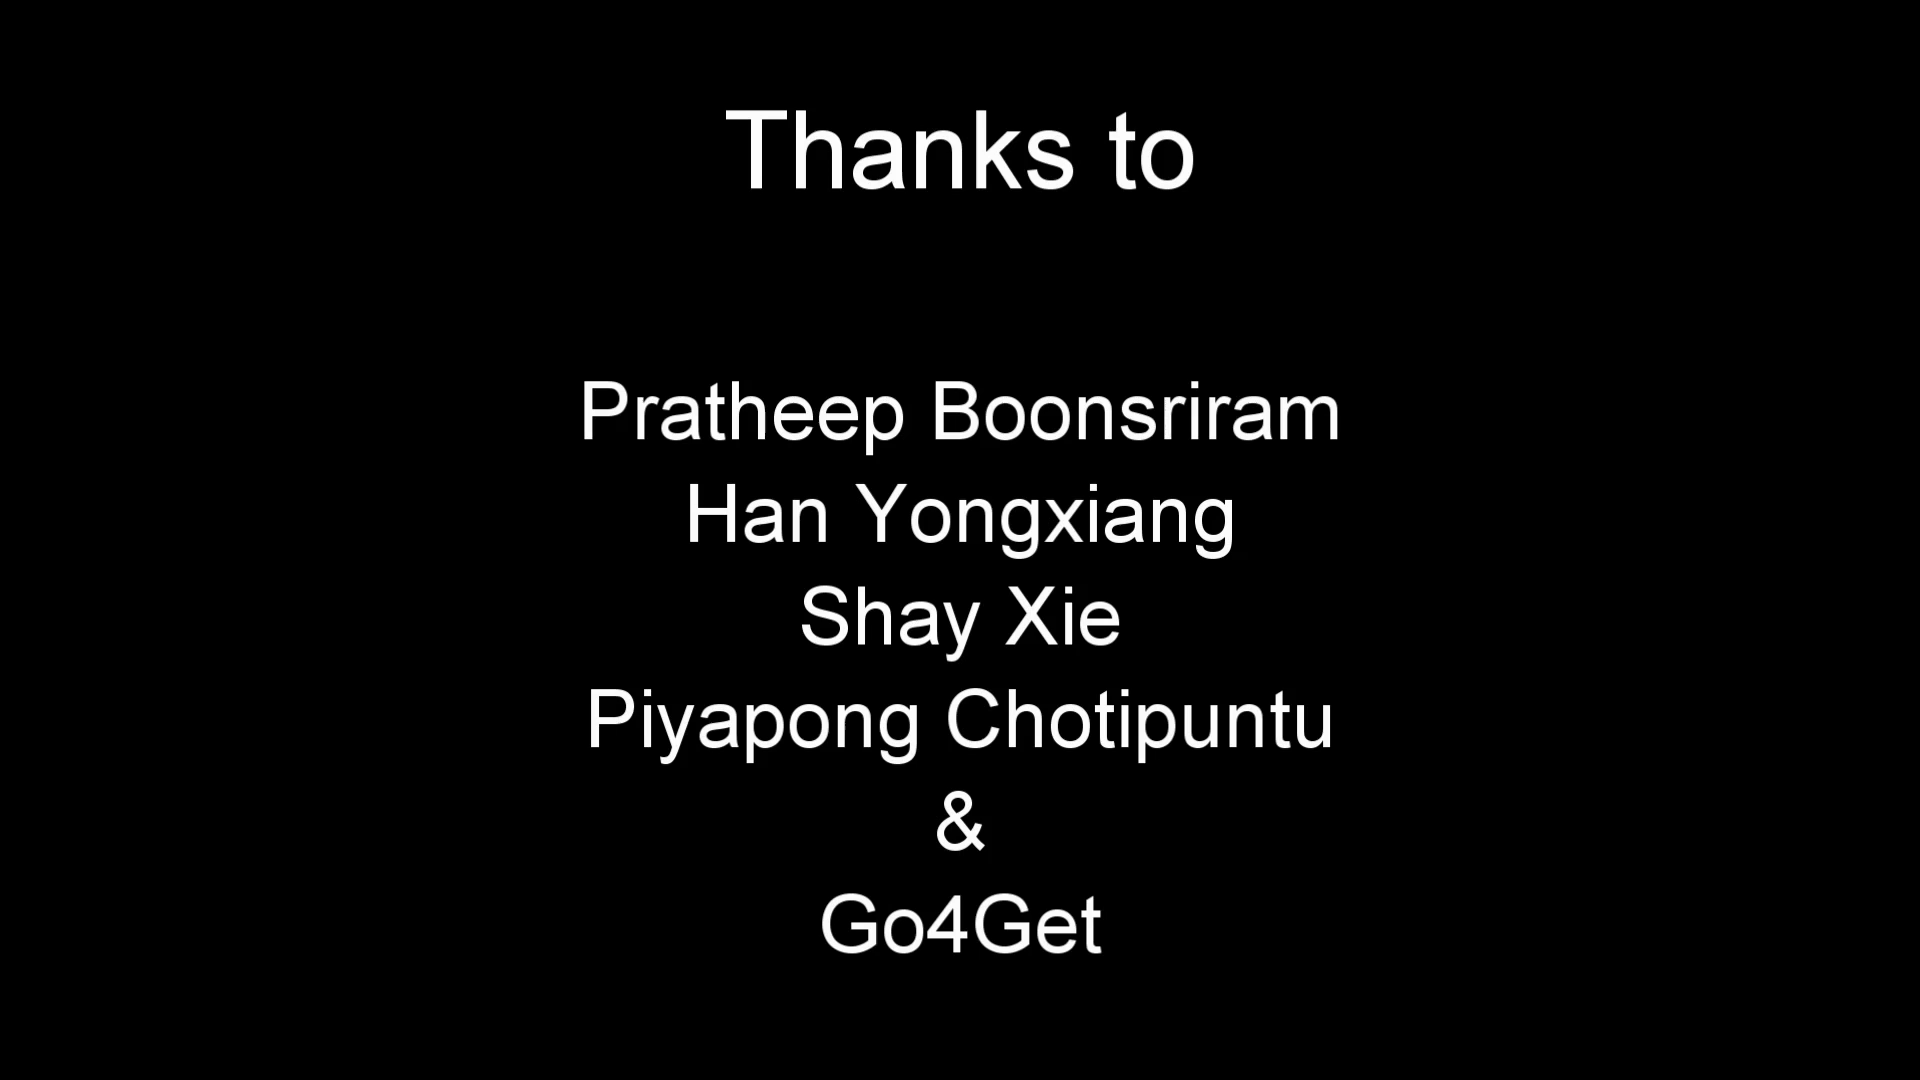 Thanks to
Pratheep Boonsriram
Han Yongxiang
Shay Xie
Piyapong Chotipuntu
&
Go4Get